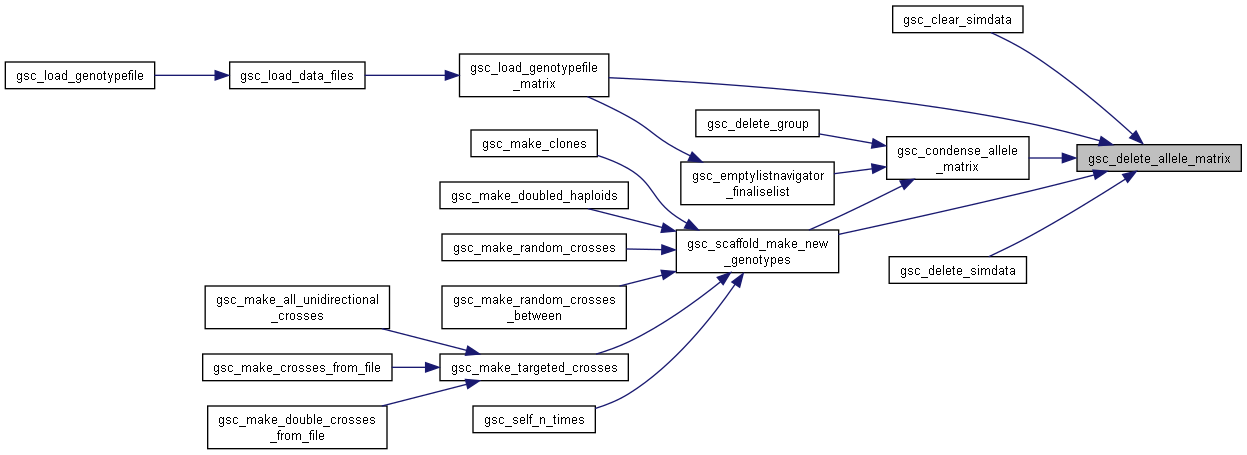 gsc_clear_simdata
gsc_load_genotypefile
gsc_load_data_files
gsc_load_genotypefile
_matrix
gsc_delete_group
gsc_make_clones
gsc_condense_allele
_matrix
gsc_delete_allele_matrix
gsc_emptylistnavigator
_finaliselist
gsc_make_doubled_haploids
gsc_make_random_crosses
gsc_scaffold_make_new
_genotypes
gsc_delete_simdata
gsc_make_all_unidirectional
_crosses
gsc_make_random_crosses
_between
gsc_make_crosses_from_file
gsc_make_targeted_crosses
gsc_make_double_crosses
_from_file
gsc_self_n_times